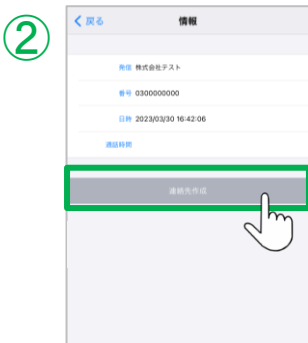 ②
戻る 情報
発信 株式会社テスト
番号 0300000000
日時 2023/03/30 16:42:06
通話時間
連絡先作成